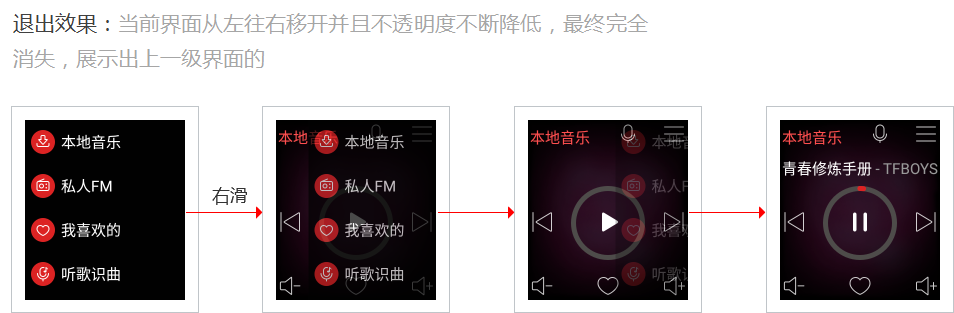 退出效果：当前界面从左往右移开并且不透明度不断降低，最终完全
消失，展示出上一级界面的
本地音乐
私人FM
我喜欢的
听歌识曲
右滑
本地音乐
本地音乐
私人FM
我喜欢的
听歌识曲
本地音乐
本地音
私人F
我喜欢
听歌识
本地音乐
青春修炼手册 - TFBOYS